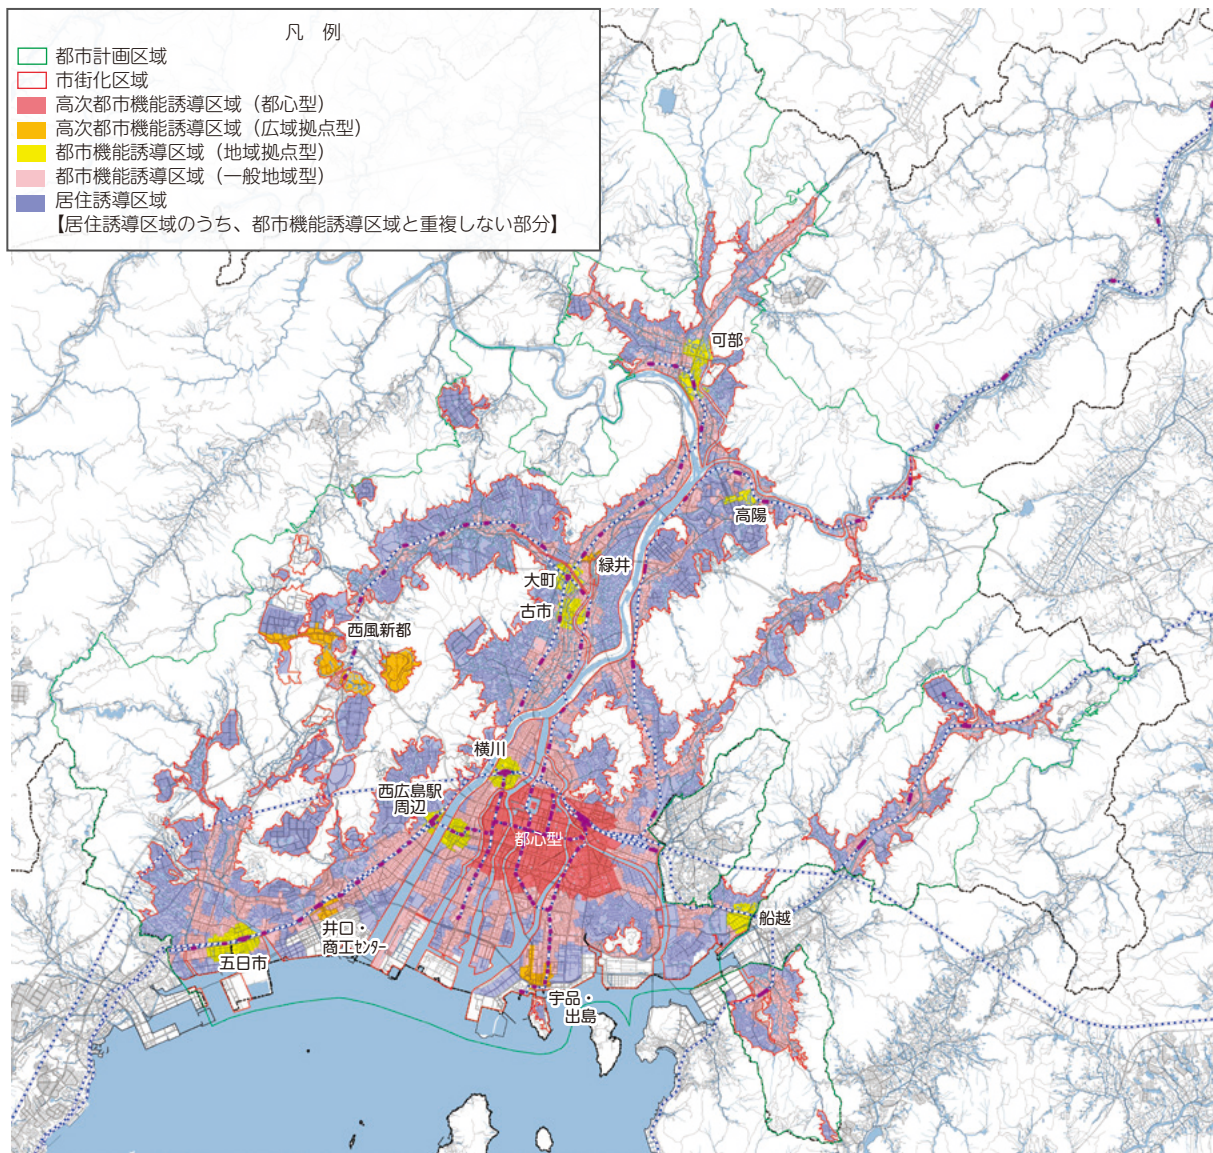 凡 例
都市計画区域
市街化区域
高次都市機能誘導区域（都心型）
高次都市機能誘導区域（広域拠点型）
都市機能誘導区域（地域拠点型）
都市機能誘導区域（一般地域型）
居住誘導区域
【居住誘導区域のうち、都市機能誘導区域と重複しない部分】
可部
高陽
緑井
大町
古市
西風新都
横川
西広島駅
周辺
都心型
船越
井口・
商工センター
五日市
宇品・
出島